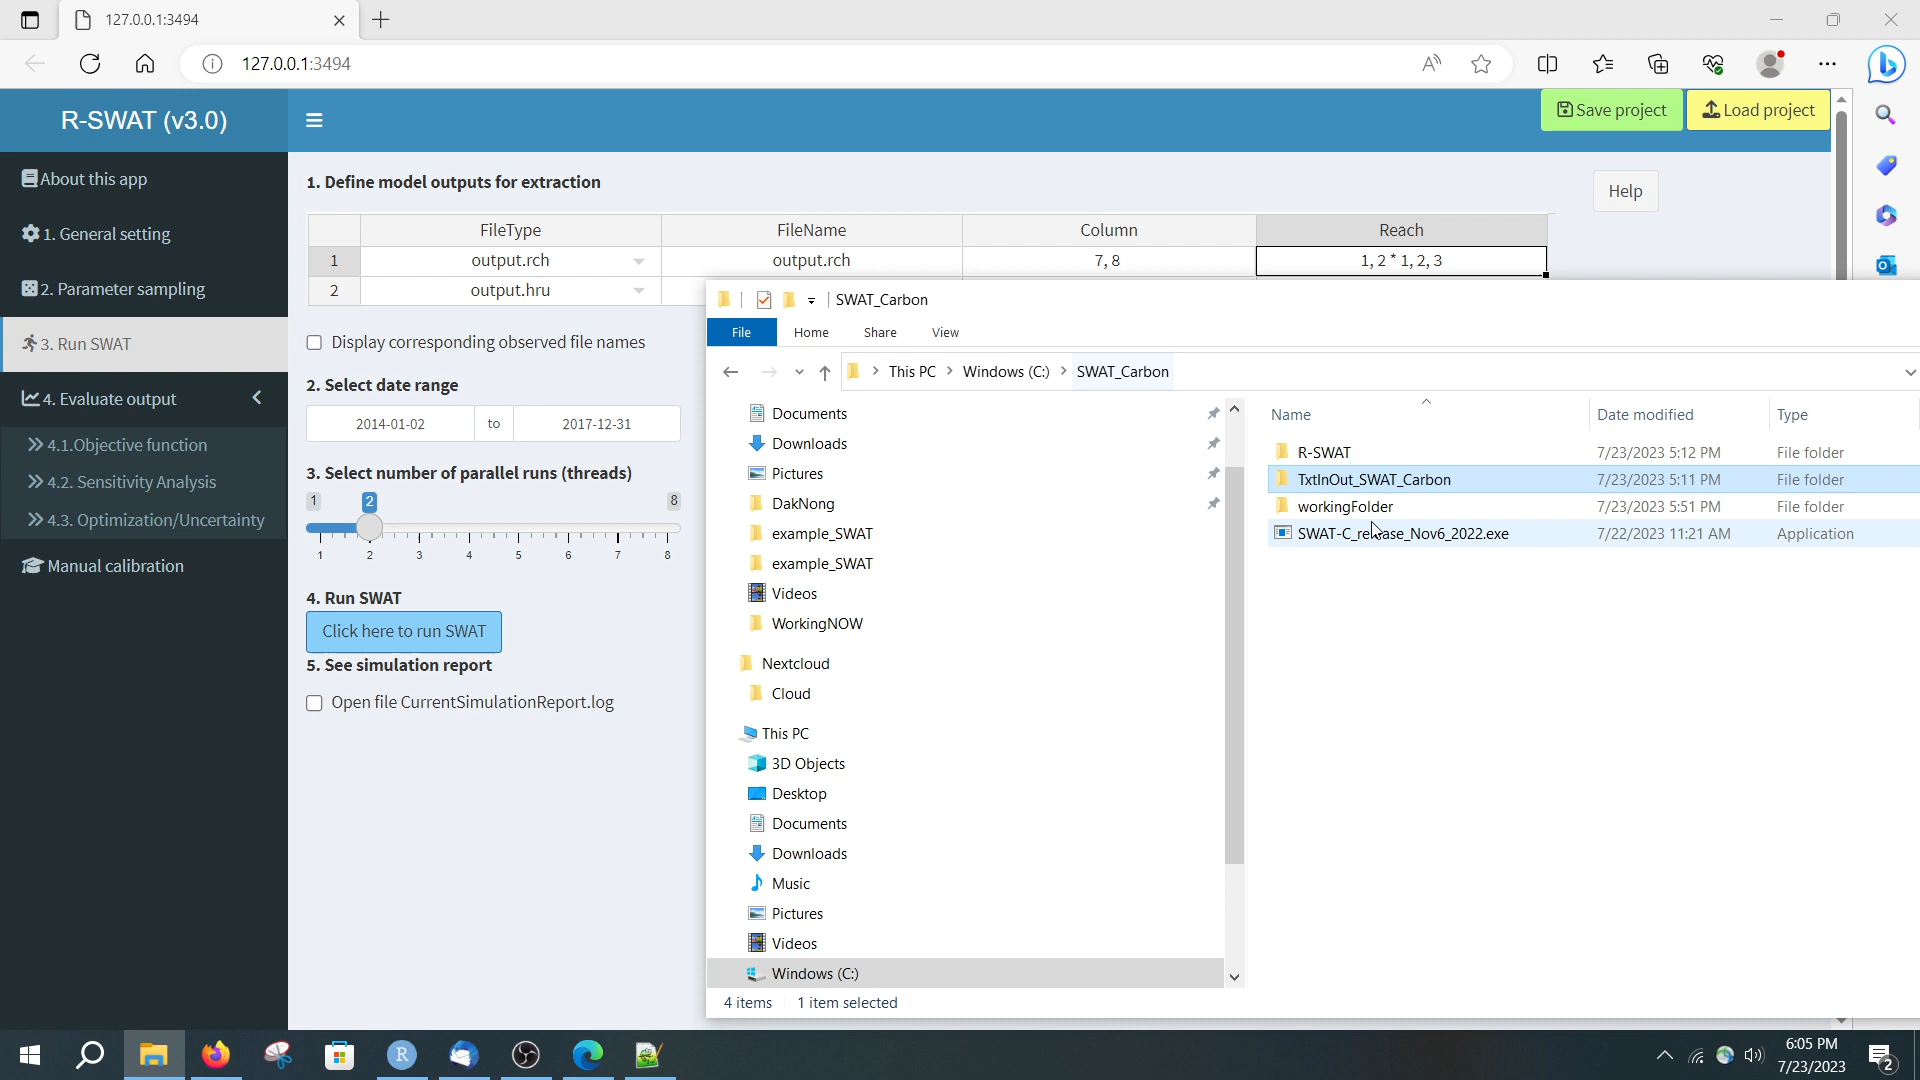 127.0.0.1:3494
127.0.0.1:3494
R-SWAT (v3.0)
Save project
Load project
About this app
1. General setting
2. Parameter sampling
3. Run SWAT
4. Evaluate output
4.1.Objective function
4.2. Sensitivity Analysis
4.3. Optimization/Uncertainty
Manual calibration
1. Define model outputs for extraction
Help
FileType FileName Column Reach
1 output.rch output.rch 7, 8 1, 2 * 1, 2, 3
2 output.hru
Display corresponding observed file names
2. Select date range
2014-01-02 to 2017-12-31
3. Select number of parallel runs (threads)
1 2 8
1 2 3 4 5 6 7 8
4. Run SWAT
Click here to run SWAT
5. See simulation report
Open file CurrentSimulationReport.log
SWAT_Carbon
File Home Share View
This PC Windows (C:) SWAT_Carbon
Documents
Downloads
Pictures
DakNong
example_SWAT
example_SWAT
Videos
WorkingNOW
Nextcloud
Cloud
This PC
3D Objects
Desktop
Documents
Downloads
Music
Pictures
Videos
Windows (C:)
Name Date modified Type
R-SWAT 7/23/2023 5:12 PM File folder
TxtInOut_SWAT_Carbon 7/23/2023 5:11 PM File folder
workingFolder 7/23/2023 5:51 PM File folder
SWAT-C_release_Nov6_2022.exe 7/22/2023 11:21 AM Application
4 items 1 item selected
6:05 PM
7/23/2023
2